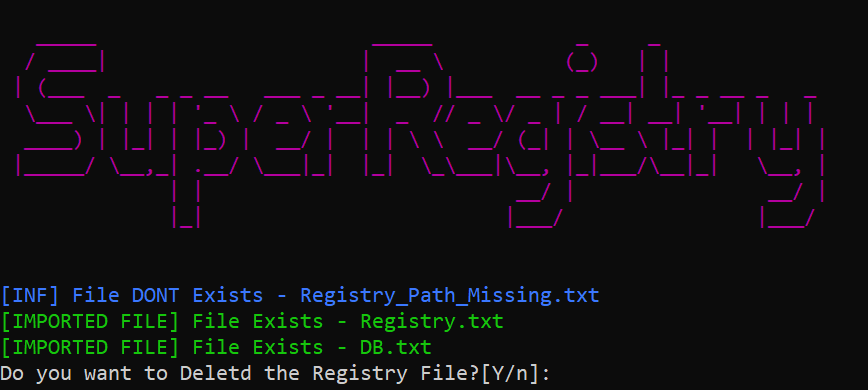 SuperRegistry
[INF] File DONT Exists - Registry_Path_Missing.txt
[IMPORTED FILE] File Exists - Registry.txt
[IMPORTED FILE] File Exists - DB.txt
Do you want to Deletd the Registry File?[Y/n]: